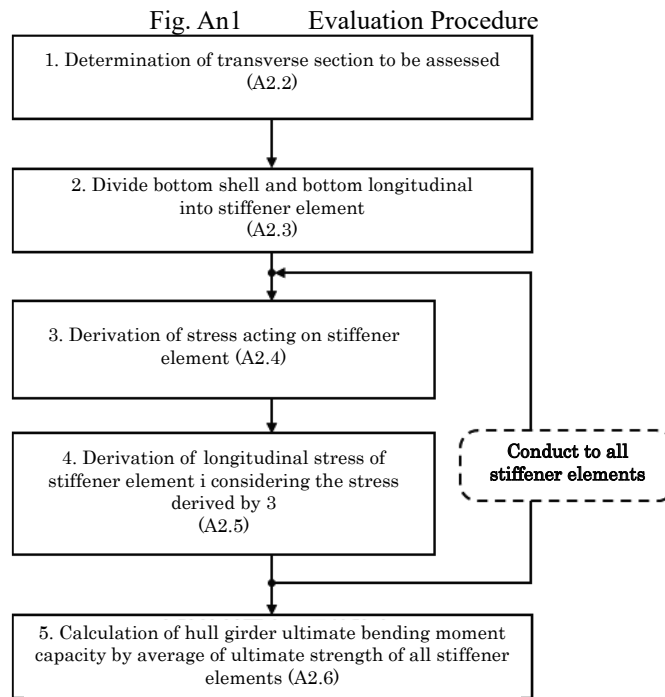 Fig. An1 Evaluation Procedure
1. Determination of transverse section to be assessed
(A2.2)
2. Divide bottom shell and bottom longitudinal
into stiffener element
(A2.3)
3. Derivation of stress acting on stiffener
element (A2.4)
4. Derivation of longitudinal stress of
stiffener element i considering the stress
derived by 3
(A2.5)
Conduct to all
stiffener elements
5. Calculation of hull girder ultimate bending moment
capacity by average of ultimate strength of all stiffener
elements (A2.6)